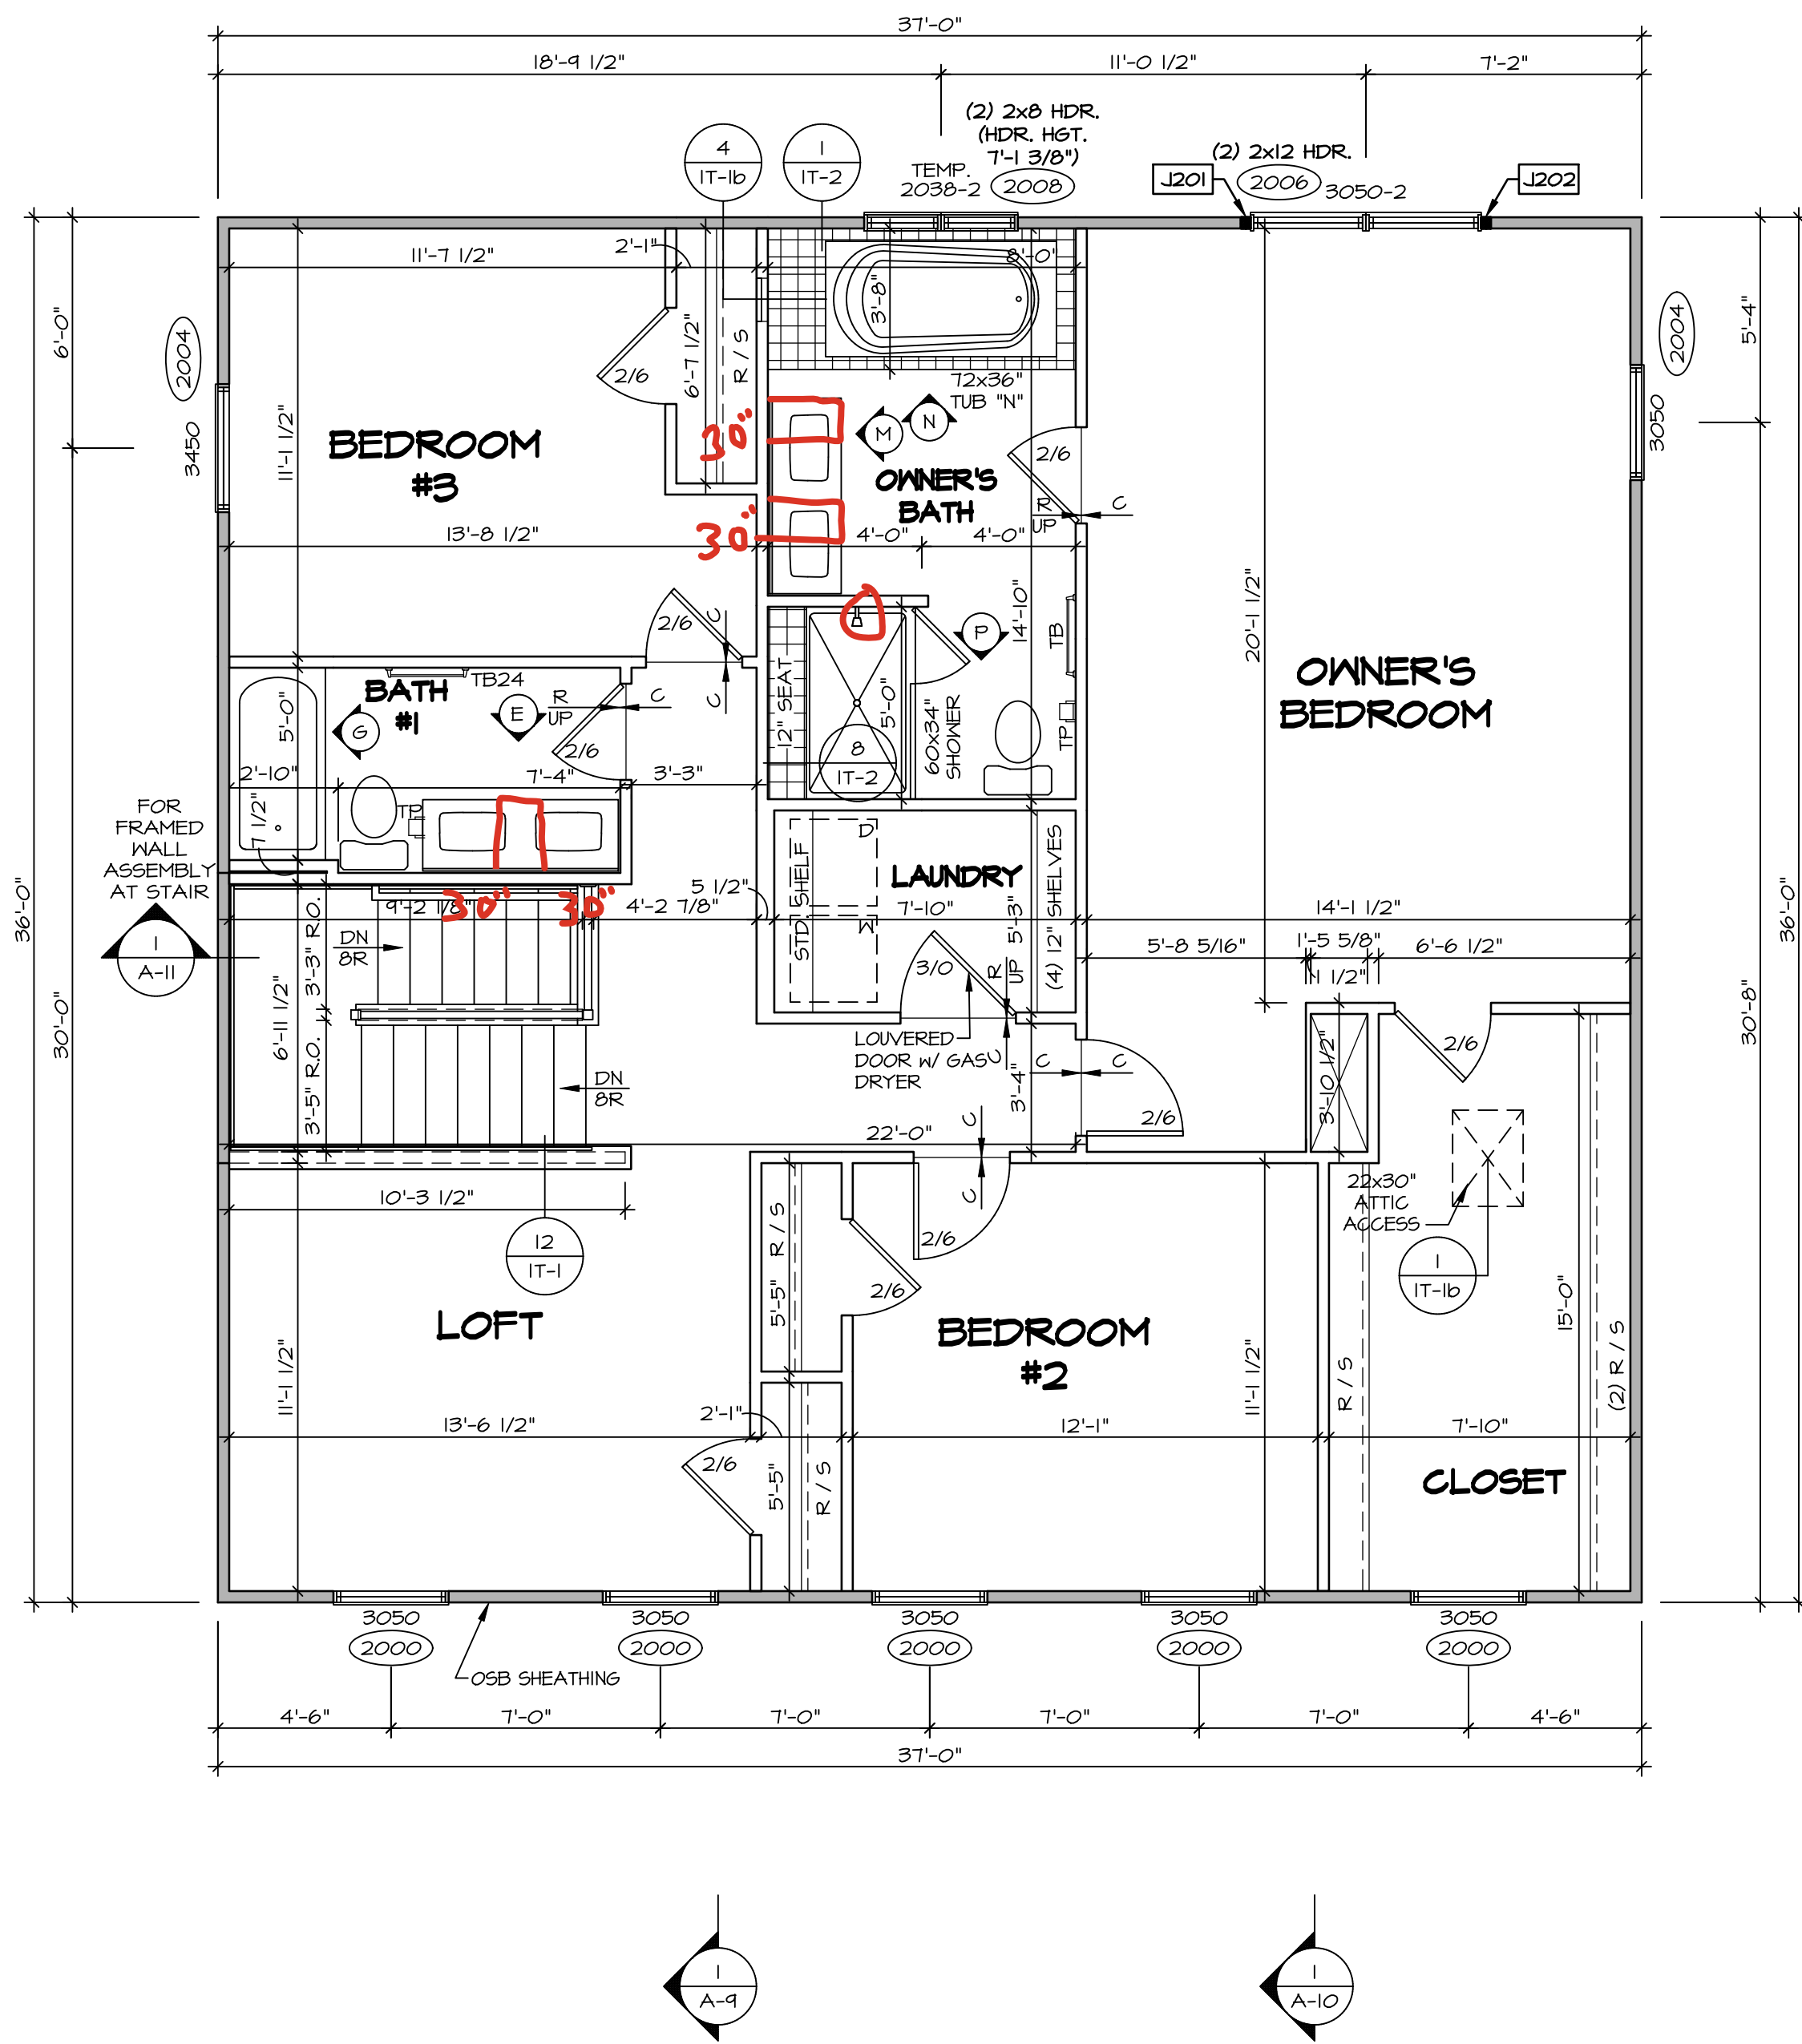 37'-0"
18'-9 1/2"
11'-0 1/2"
7'-2"
(2) 2x8 HDR.
(HDR. HGT.
7'-1 3/8")
4
IT-1b
1
IT-2
TEMP.
2038-2
2008
(2) 2x12 HDR.
J201
2006
3050-2
J202
11'-7 1/2"
2'-1"
8'-0"
6'-0"
2004
3450
11'-1 1/2"
2/6
6'-7 1/2"
R / S
3'-8"
72x36"
TUB "N"
5'-4"
2004
3050
BEDROOM
#3
30"
M
N
OWNER'S
BATH
2/6
R
UP
C
30"
13'-8 1/2"
4'-0"
4'-0"
14'-10"
20'-1 1/2"
2/6
C
C
P
TB
OWNER'S
BEDROOM
BATH
#1
TB24
E
G
R
UP
C
2/6
5'-0"
12" SEAT
5'-0"
60x34"
SHOWER
TP
8
IT-2
2'-10"
7'-4"
3'-3"
7 1/2"
TP
FOR
FRAMED
WALL
ASSEMBLY
AT STAIR
1
A-11
36'-0"
30'-0"
D
STD. SHELF
W
LAUNDRY
(4) 12" SHELVES
5 1/2"
7'-10"
5'-3"
9'-2 1/8"
30"
30"
4'-2 7/8"
14'-1 1/2"
5'-8 5/16"
1'-5 5/8"
6'-6 1/2"
1 1/2"
36'-0"
30'-8"
DN
8R
3'-3" R.O.
6'-11 1/2"
3'-5" R.O.
DN
8R
3/0
R
UP
C
LOUVERED
DOOR W/ GAS
DRYER
3'-4"
C
C
2/6
3'-10 1/2"
2/6
22'-0"
C
C
10'-3 1/2"
12
IT-1
22x30"
ATTIC
ACCESS
1
IT-1b
R / S
5'-5"
2/6
2/6
LOFT
BEDROOM
#2
15'-0"
(2) R / S
R / S
11'-1 1/2"
11'-1 1/2"
13'-6 1/2"
2'-1"
12'-1"
7'-10"
2/6
5'-5"
R / S
CLOSET
3050
3050
3050
3050
3050
2000
2000
2000
2000
2000
OSB SHEATHING
4'-6"
7'-0"
7'-0"
7'-0"
7'-0"
4'-6"
37'-0"
1
A-9
1
A-10